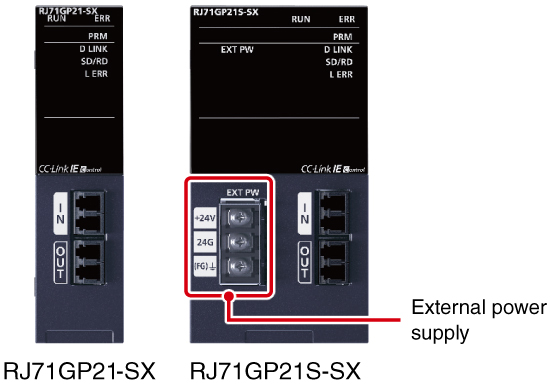 RJ71GP21-SX
RUN ERR
PRM
D LINK
SD/RD
L ERR
CC-Link IE Control
IN
OUT
RJ71GP21S-SX
RUN ERR
PRM
EXT PW D LINK
SD/RD
L ERR
CC-Link IE Control
EXT PW
+24V
24G
(FG)⏚
IN
OUT
External power
supply
RJ71GP21-SX RJ71GP21S-SX